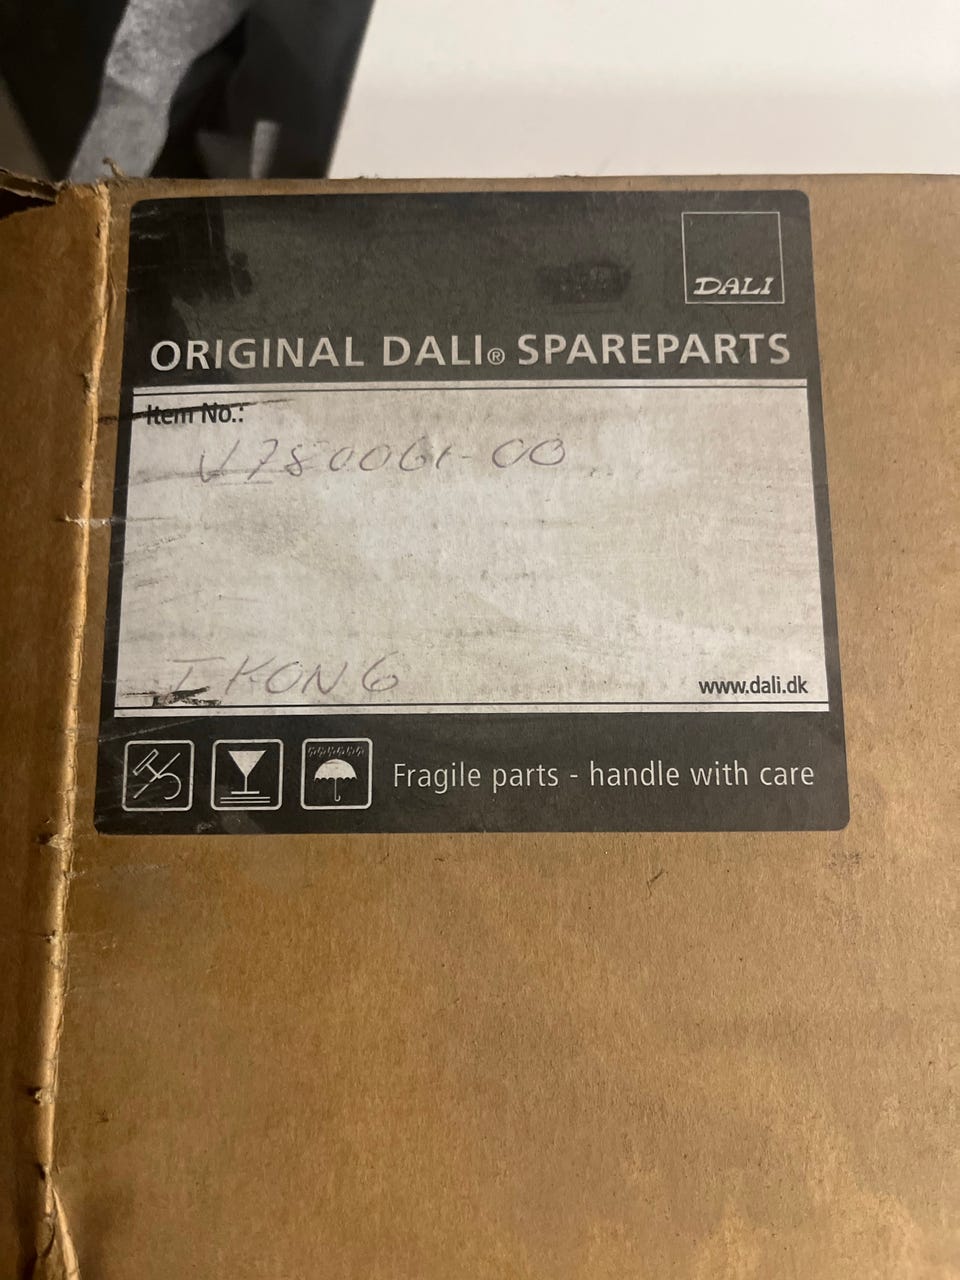 DALI
ORIGINAL DALI® SPAREPARTS
Item No.:
V780061-00
IKON 6
www.dali.dk
Fragile parts - handle with care